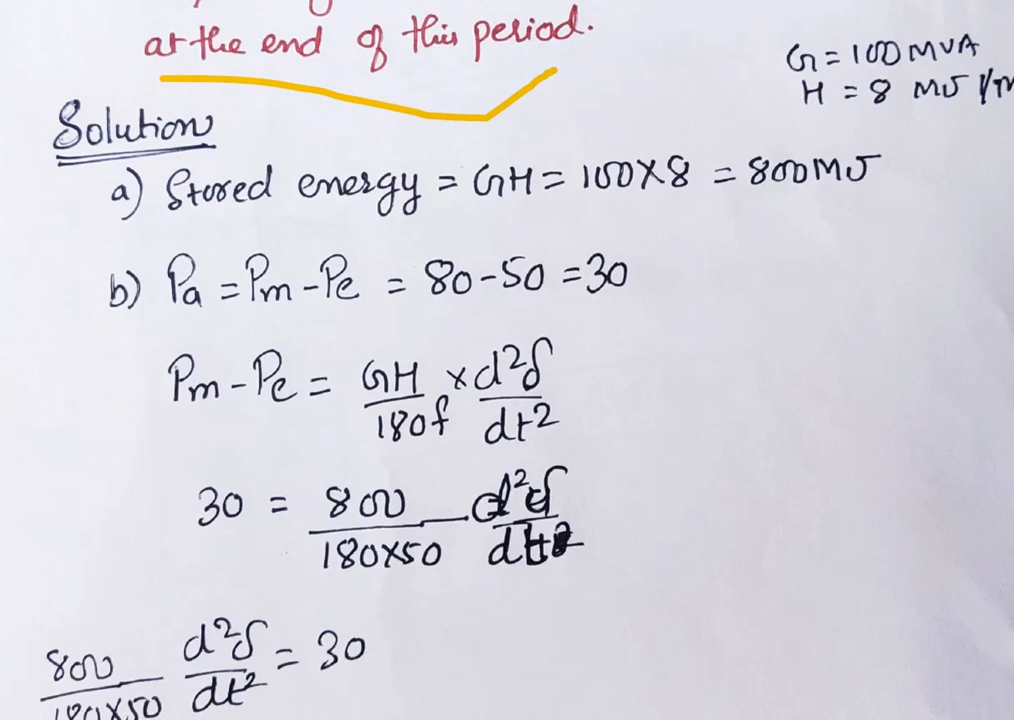 at the end of this period.
G = 100 MVA
H = 8 MJ /m
Solution
a) Stored energy = GH = 100 X 8 = 800 MJ
b) Pa = Pm - Pe = 80 - 50 = 30
Pm - Pe = GH/180f x d²δ/dt²
30 = 800/180X50 d²δ/dt²
800/180X50 d²δ/dt² = 30